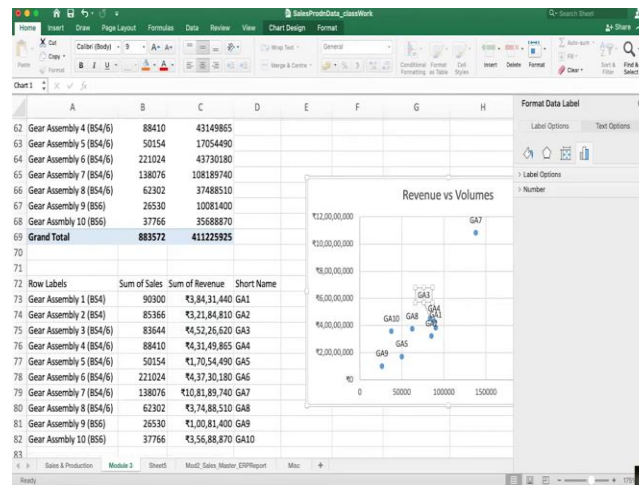 SalesProdnData_classWork
Search Sheet
Home Insert Draw Page Layout Formulas Data Review View Chart Design Format Share
Cut
Copy
Paste Format
Calibri (Body) 9 A- A-
B I U A
Wrap Text
Merge & Centre
General
Conditional Formatting Format as Table Cell Styles
Insert Delete Format
Auto-sum
Fill
Clear
Sort & Filter Find & Select
Chart 1 fx
A B C D E F G H
62 Gear Assembly 4 (BS4/6) 88410 43149865
63 Gear Assembly 5 (BS4/6) 50154 17054490
64 Gear Assembly 6 (BS4/6) 221024 43730180
65 Gear Assembly 7 (BS4/6) 138076 108189740
66 Gear Assembly 8 (BS4/6) 62302 37488510
67 Gear Assembly 9 (BS6) 26530 10081400
68 Gear Assmbly 10 (BS6) 37766 35688870
69 Grand Total 883572 411225925
70
71
72 Row Labels Sum of Sales Sum of Revenue Short Name
73 Gear Assembly 1 (BS4) 90300 ₹3,84,31,440 GA1
74 Gear Assembly 2 (BS4) 85366 ₹3,21,84,810 GA2
75 Gear Assembly 3 (BS4/6) 83644 ₹4,52,26,620 GA3
76 Gear Assembly 4 (BS4/6) 88410 ₹4,31,49,865 GA4
77 Gear Assembly 5 (BS4/6) 50154 ₹1,70,54,490 GA5
78 Gear Assembly 6 (BS4/6) 221024 ₹4,37,30,180 GA6
79 Gear Assembly 7 (BS4/6) 138076 ₹10,81,89,740 GA7
80 Gear Assembly 8 (BS4/6) 62302 ₹3,74,88,510 GA8
81 Gear Assembly 9 (BS6) 26530 ₹1,00,81,400 GA9
82 Gear Assmbly 10 (BS6) 37766 ₹3,56,88,870 GA10
83
Revenue vs Volumes
₹12,00,00,000
GA7
₹10,00,00,000
₹8,00,00,000
₹6,00,00,000
GA3
GA4
GA10 GA8 GA1
₹4,00,00,000
GA5
₹2,00,00,000
GA9
₹0
0 50000 100000 150000
Format Data Label
Label Options Text Options
Label Options
Number
Sales & Production Module 3 Sheet5 Mod2_Sales_Master_ERPReport Misc +
Ready